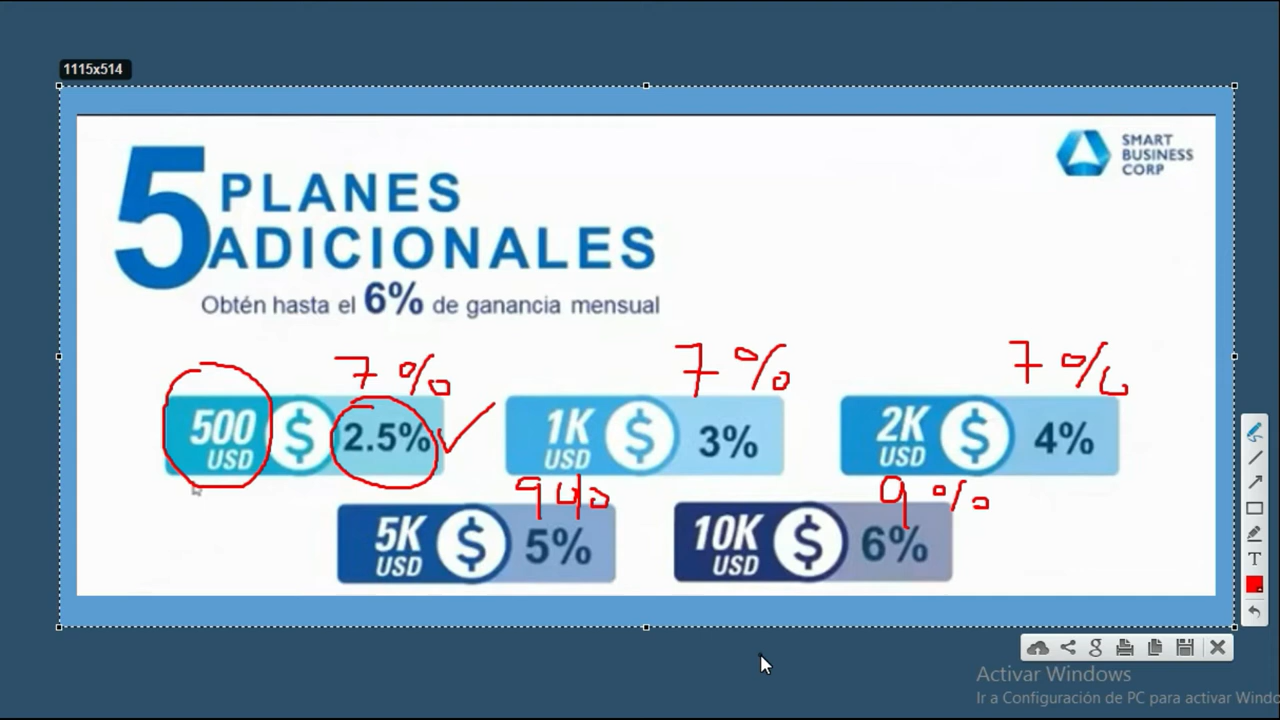 1115x514
SMART
BUSINESS
CORP
5 PLANES
ADICIONALES
Obtén hasta el 6% de ganancia mensual
7% 7% 7%
500 USD $ 2.5%
1K USD $ 3%
2K USD $ 4%
9% 9%
5K USD $ 5%
10K USD $ 6%
T
g
Activar Windows
Ir a Configuración de PC para activar Windo